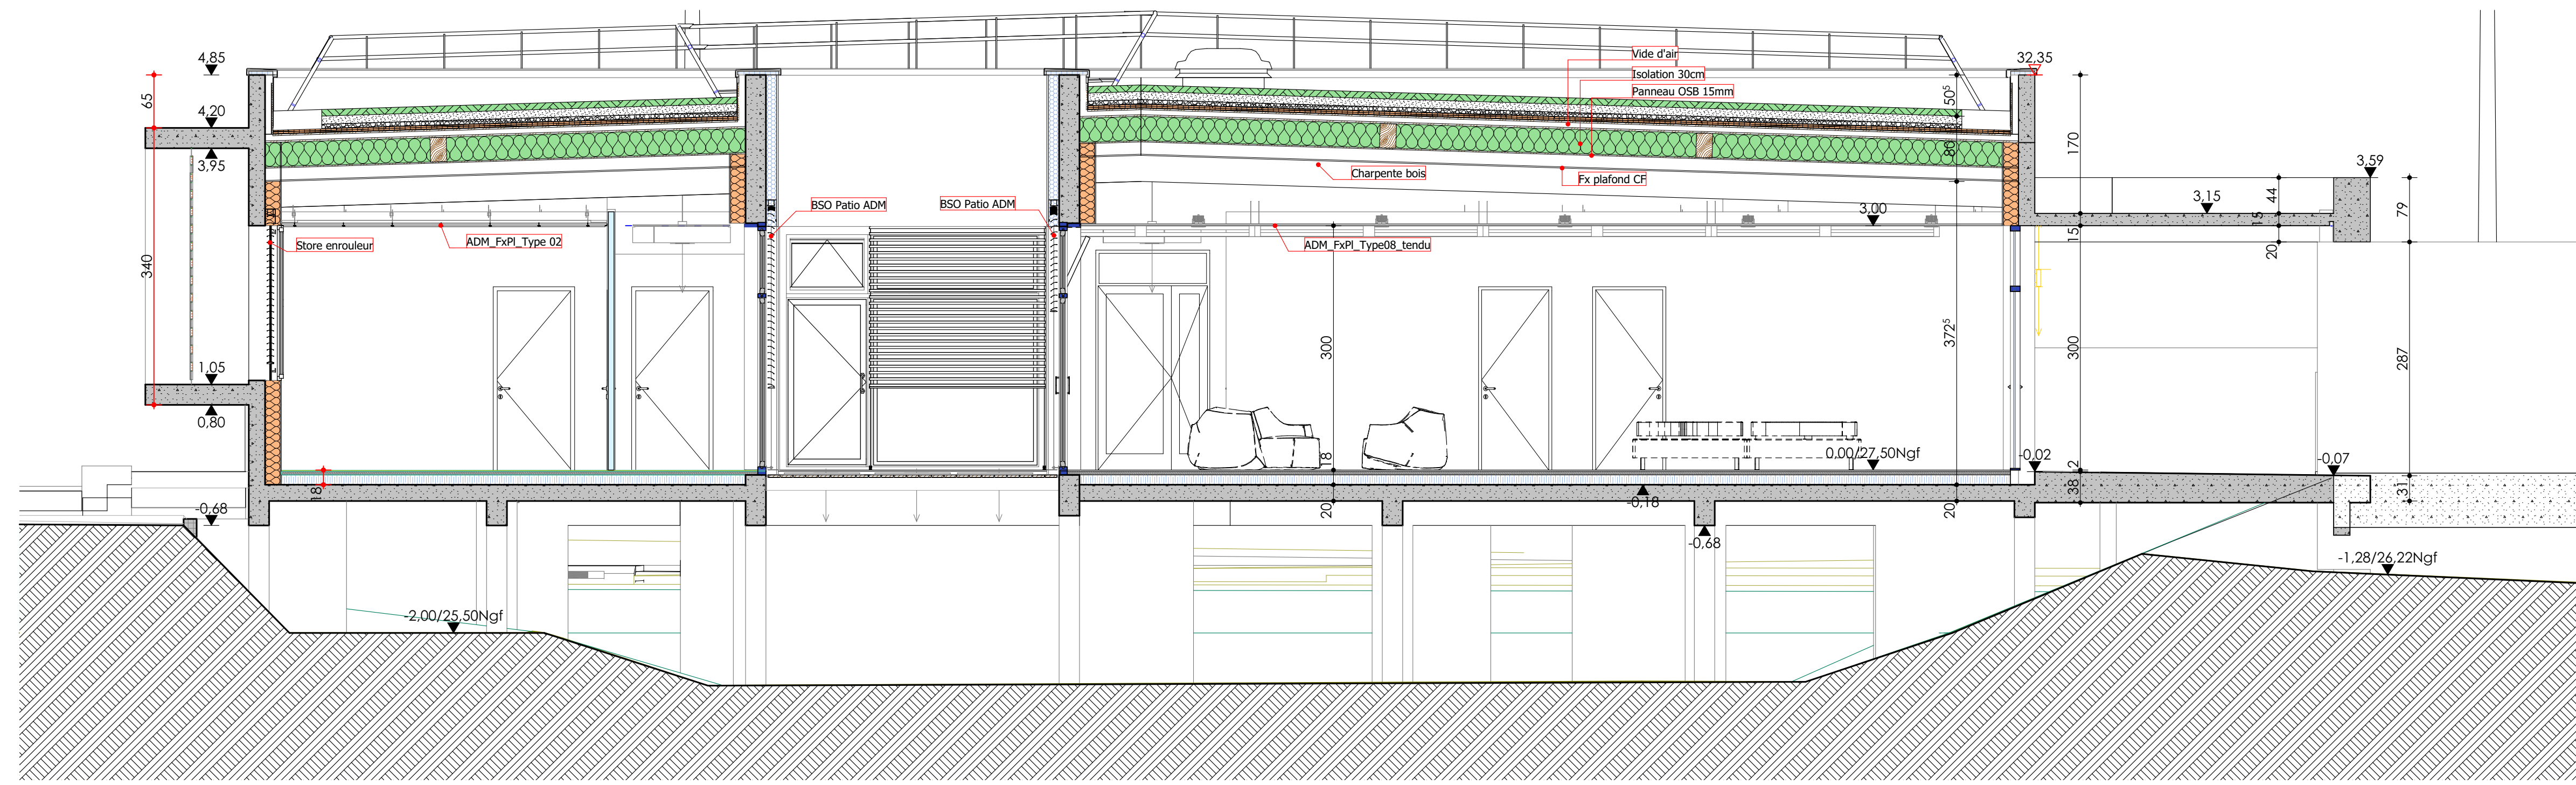 4,85
65
4,20
3,95
340
1,05
0,80
-0,68
18
-2,00/25,50Ngf
Store enrouleur
ADM_FxPl_Type 02
BSO Patio ADM
BSO Patio ADM
Vide d'air
Isolation 30cm
Panneau OSB 15mm
Charpente bois
Fx plafond CF
ADM_FxPl_Type08_tendu
300
18
20
3,00
0,00/27,50Ngf
-0,18
-0,68
50⁵
80
372⁵
20
32,35
170
15
300
2
38
-0,02
3,15
44
15
20
3,59
79
287
31
-0,07
-1,28/26,22Ngf